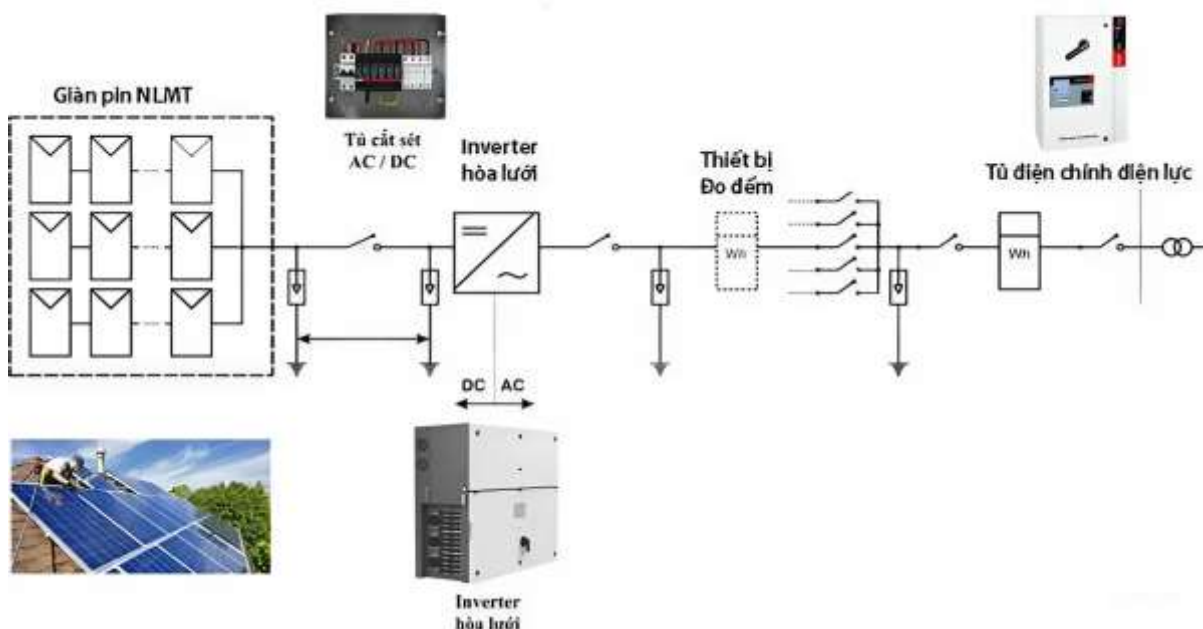 Giàn pin NLMT
Tủ cắt sét
AC / DC
Inverter
hòa lưới
Thiết bị
Đo đếm
Tủ điện chính điện lực
Wh
Wh
DC
AC
Inverter
hòa lưới